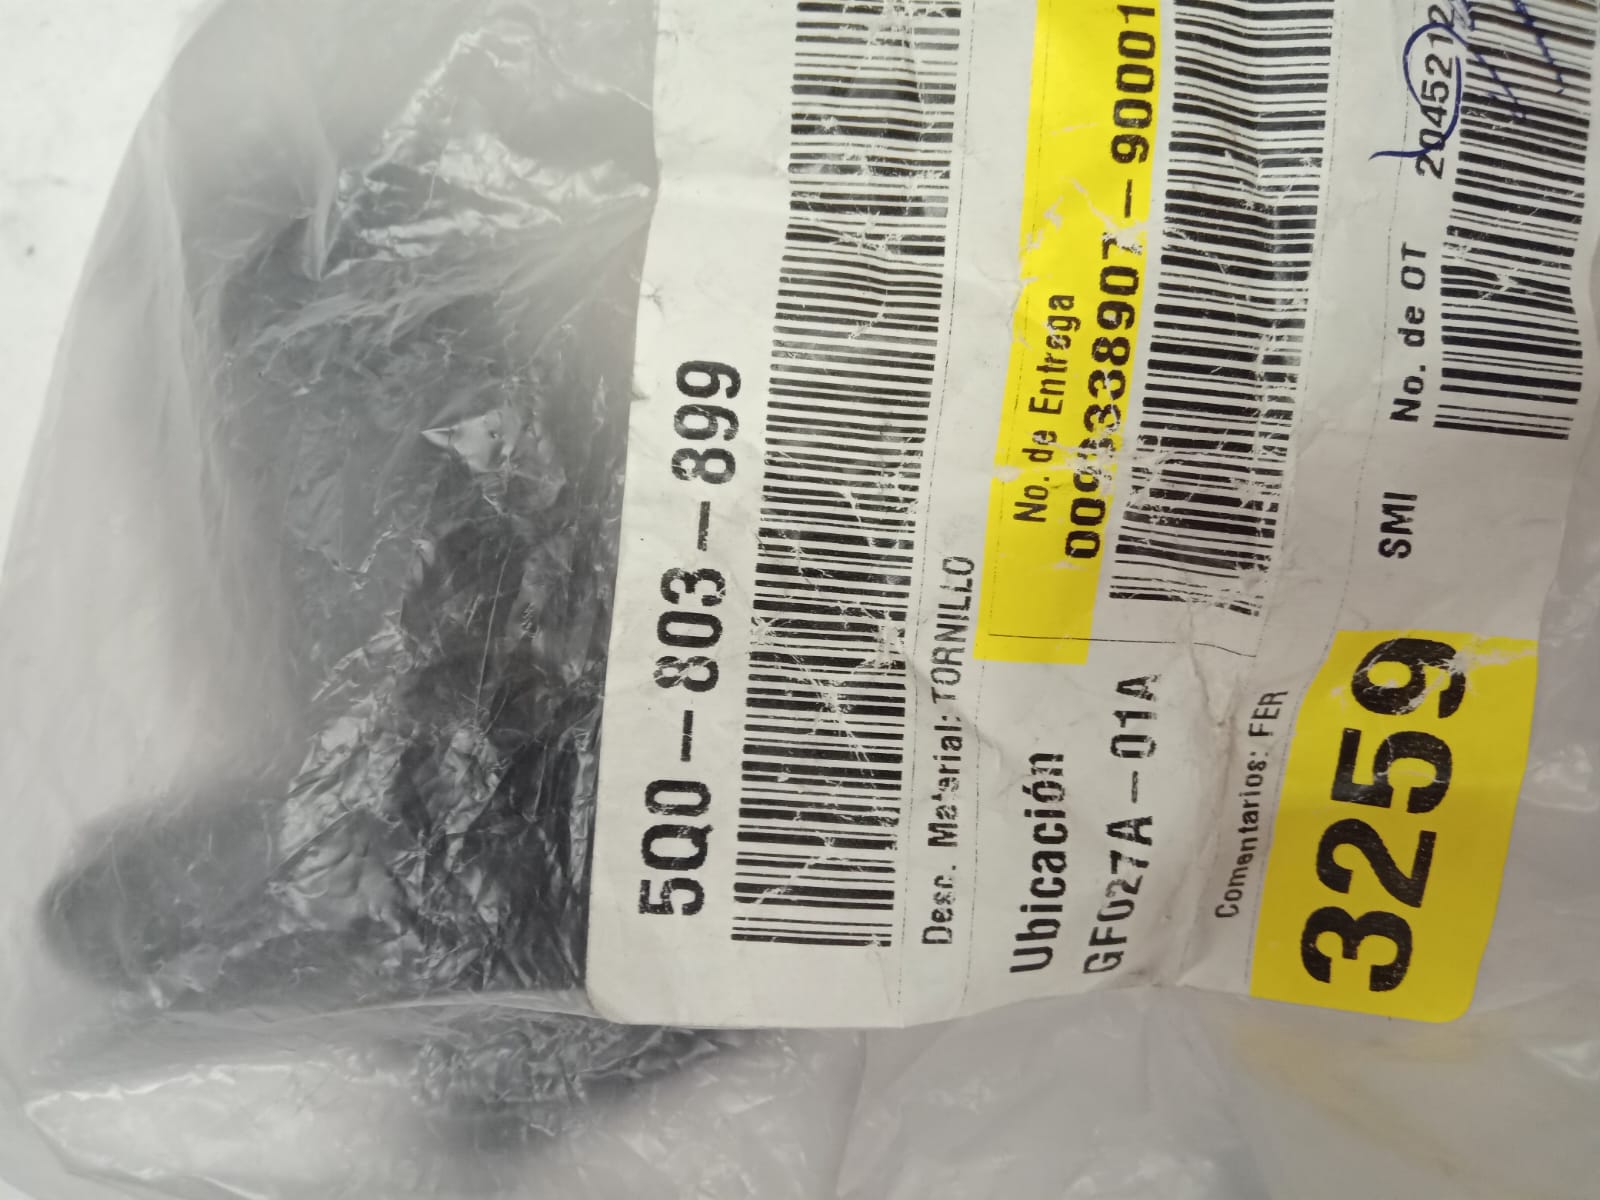 5Q0-803-899
Desc. Material: TORNILLO
No. de Entrega
Ubicación
GF027A-01A
Comentarios: FER
3259
SMI
No. de OT